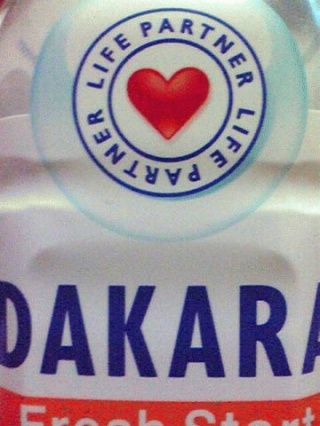 LIFE PARTNER LIFE PARTNER
DAKARA
Fresh Start